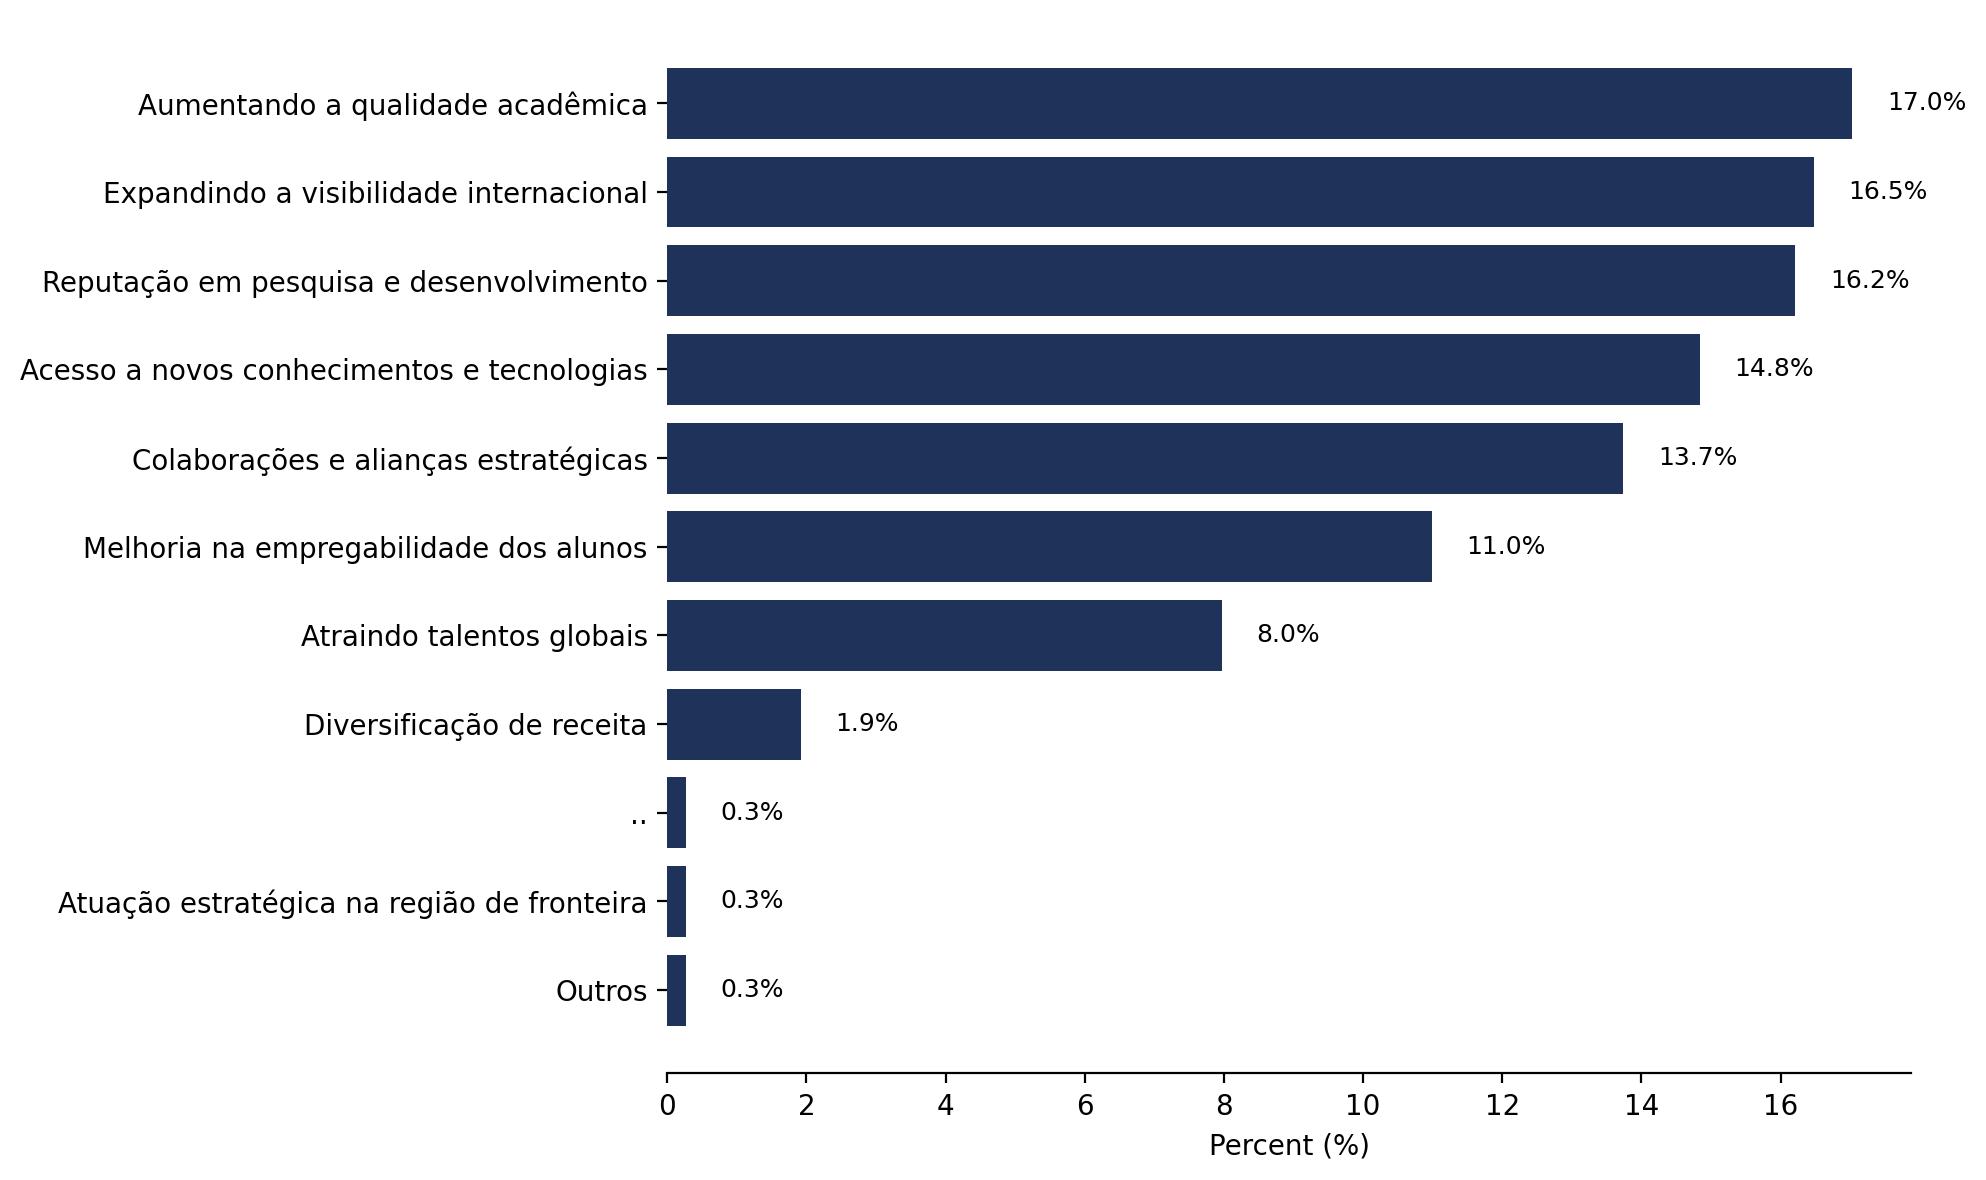 Aumentando a qualidade acadêmica 17.0%
Expandindo a visibilidade internacional 16.5%
Reputação em pesquisa e desenvolvimento 16.2%
Acesso a novos conhecimentos e tecnologias 14.8%
Colaborações e alianças estratégicas 13.7%
Melhoria na empregabilidade dos alunos 11.0%
Atraindo talentos globais 8.0%
Diversificação de receita 1.9%
.. 0.3%
Atuação estratégica na região de fronteira 0.3%
Outros 0.3%
0 2 4 6 8 10 12 14 16
Percent (%)